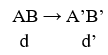 AB → A’B’
d d’